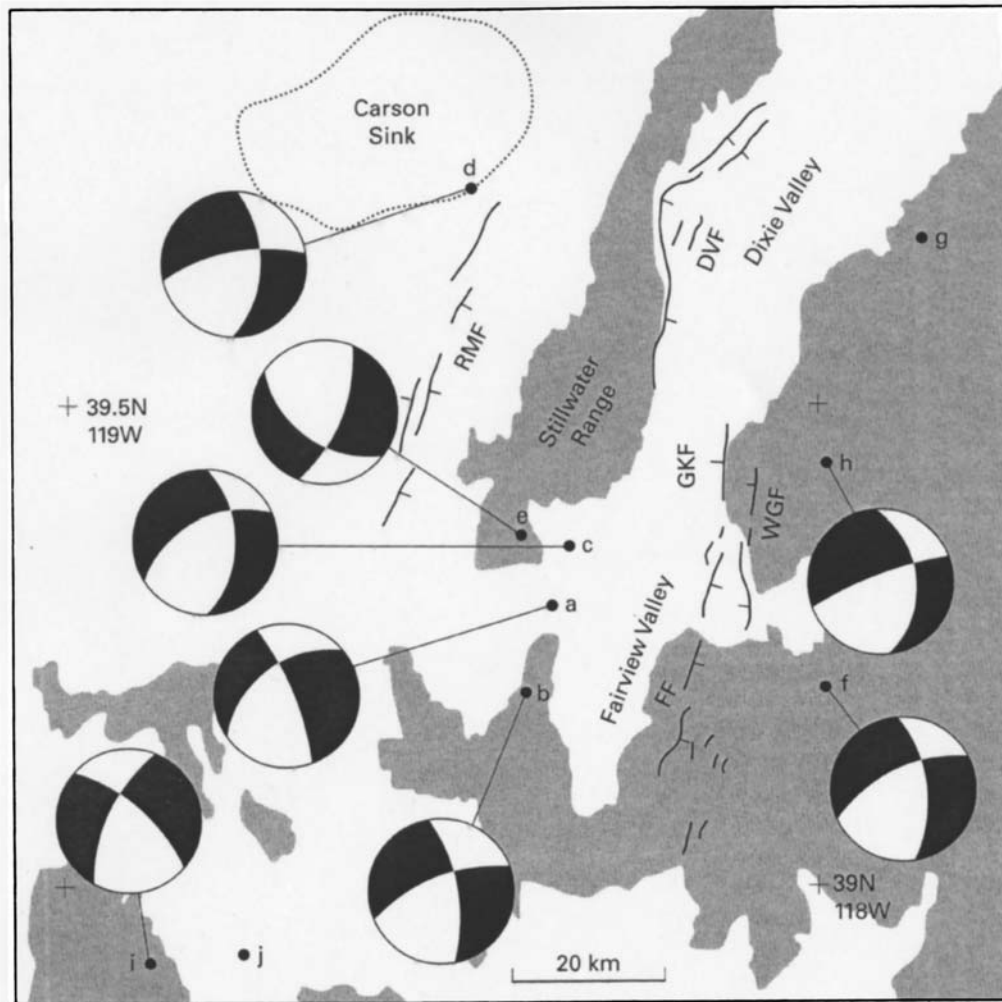 Carson
Sink
d
Dixie Valley
DVF
g
RMF
+ 39.5N
119W
+
Stillwater
Range
GKF
h
WGF
e
c
a
Fairview Valley
b
FF
f
+
+ 39N
118W
i
j
20 km